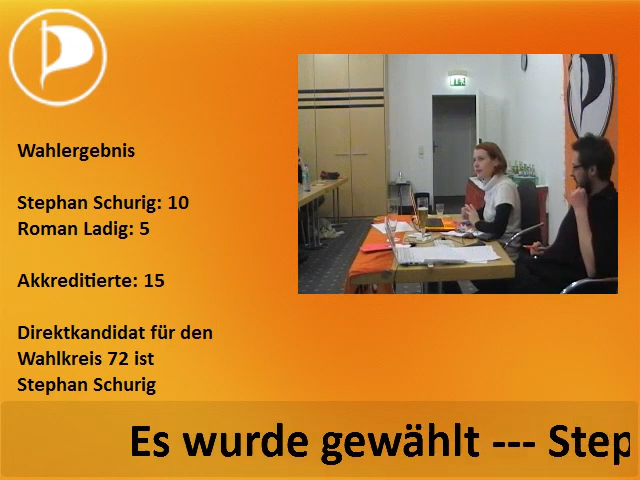 Wahlergebnis
Stephan Schurig: 10
Roman Ladig: 5
Akkreditierte: 15
Direktkandidat für den
Wahlkreis 72 ist
Stephan Schurig
Es wurde gewählt --- Step